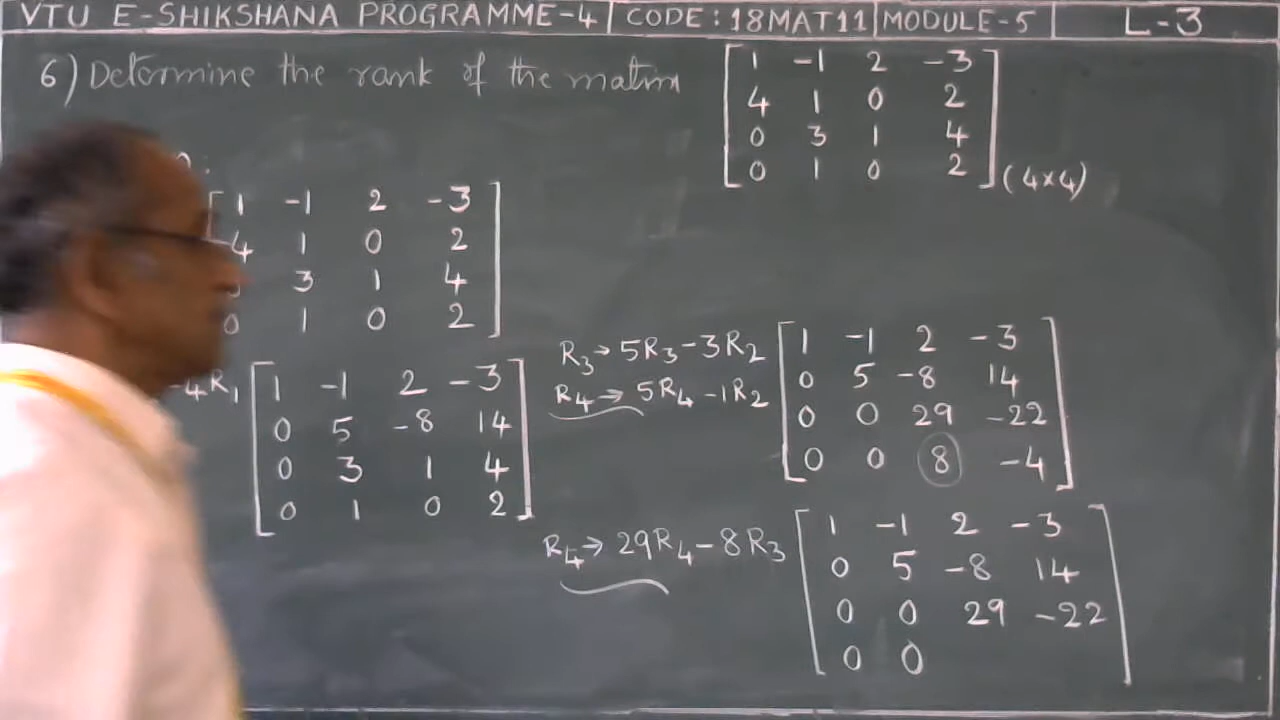 VTU E-SHIKSHANA PROGRAMME-4 | CODE: 18MAT11 | MODULE-5 | L-3
6) Determine the rank of the matrix
1 -1 2 -3
4 1 0 2
0 3 1 4
0 1 0 2
(4×4)
1 -1 2 -3
4 1 0 2
3 1 4
0 1 0 2
-4R1
1 -1 2 -3
0 5 -8 14
0 3 1 4
0 1 0 2
R3→5R3-3R2
R4→5R4-1R2
1 -1 2 -3
0 5 -8 14
0 0 29 -22
0 0 8 -4
R4→29R4-8R3
1 -1 2 -3
0 5 -8 14
0 0 29 -22
0 0